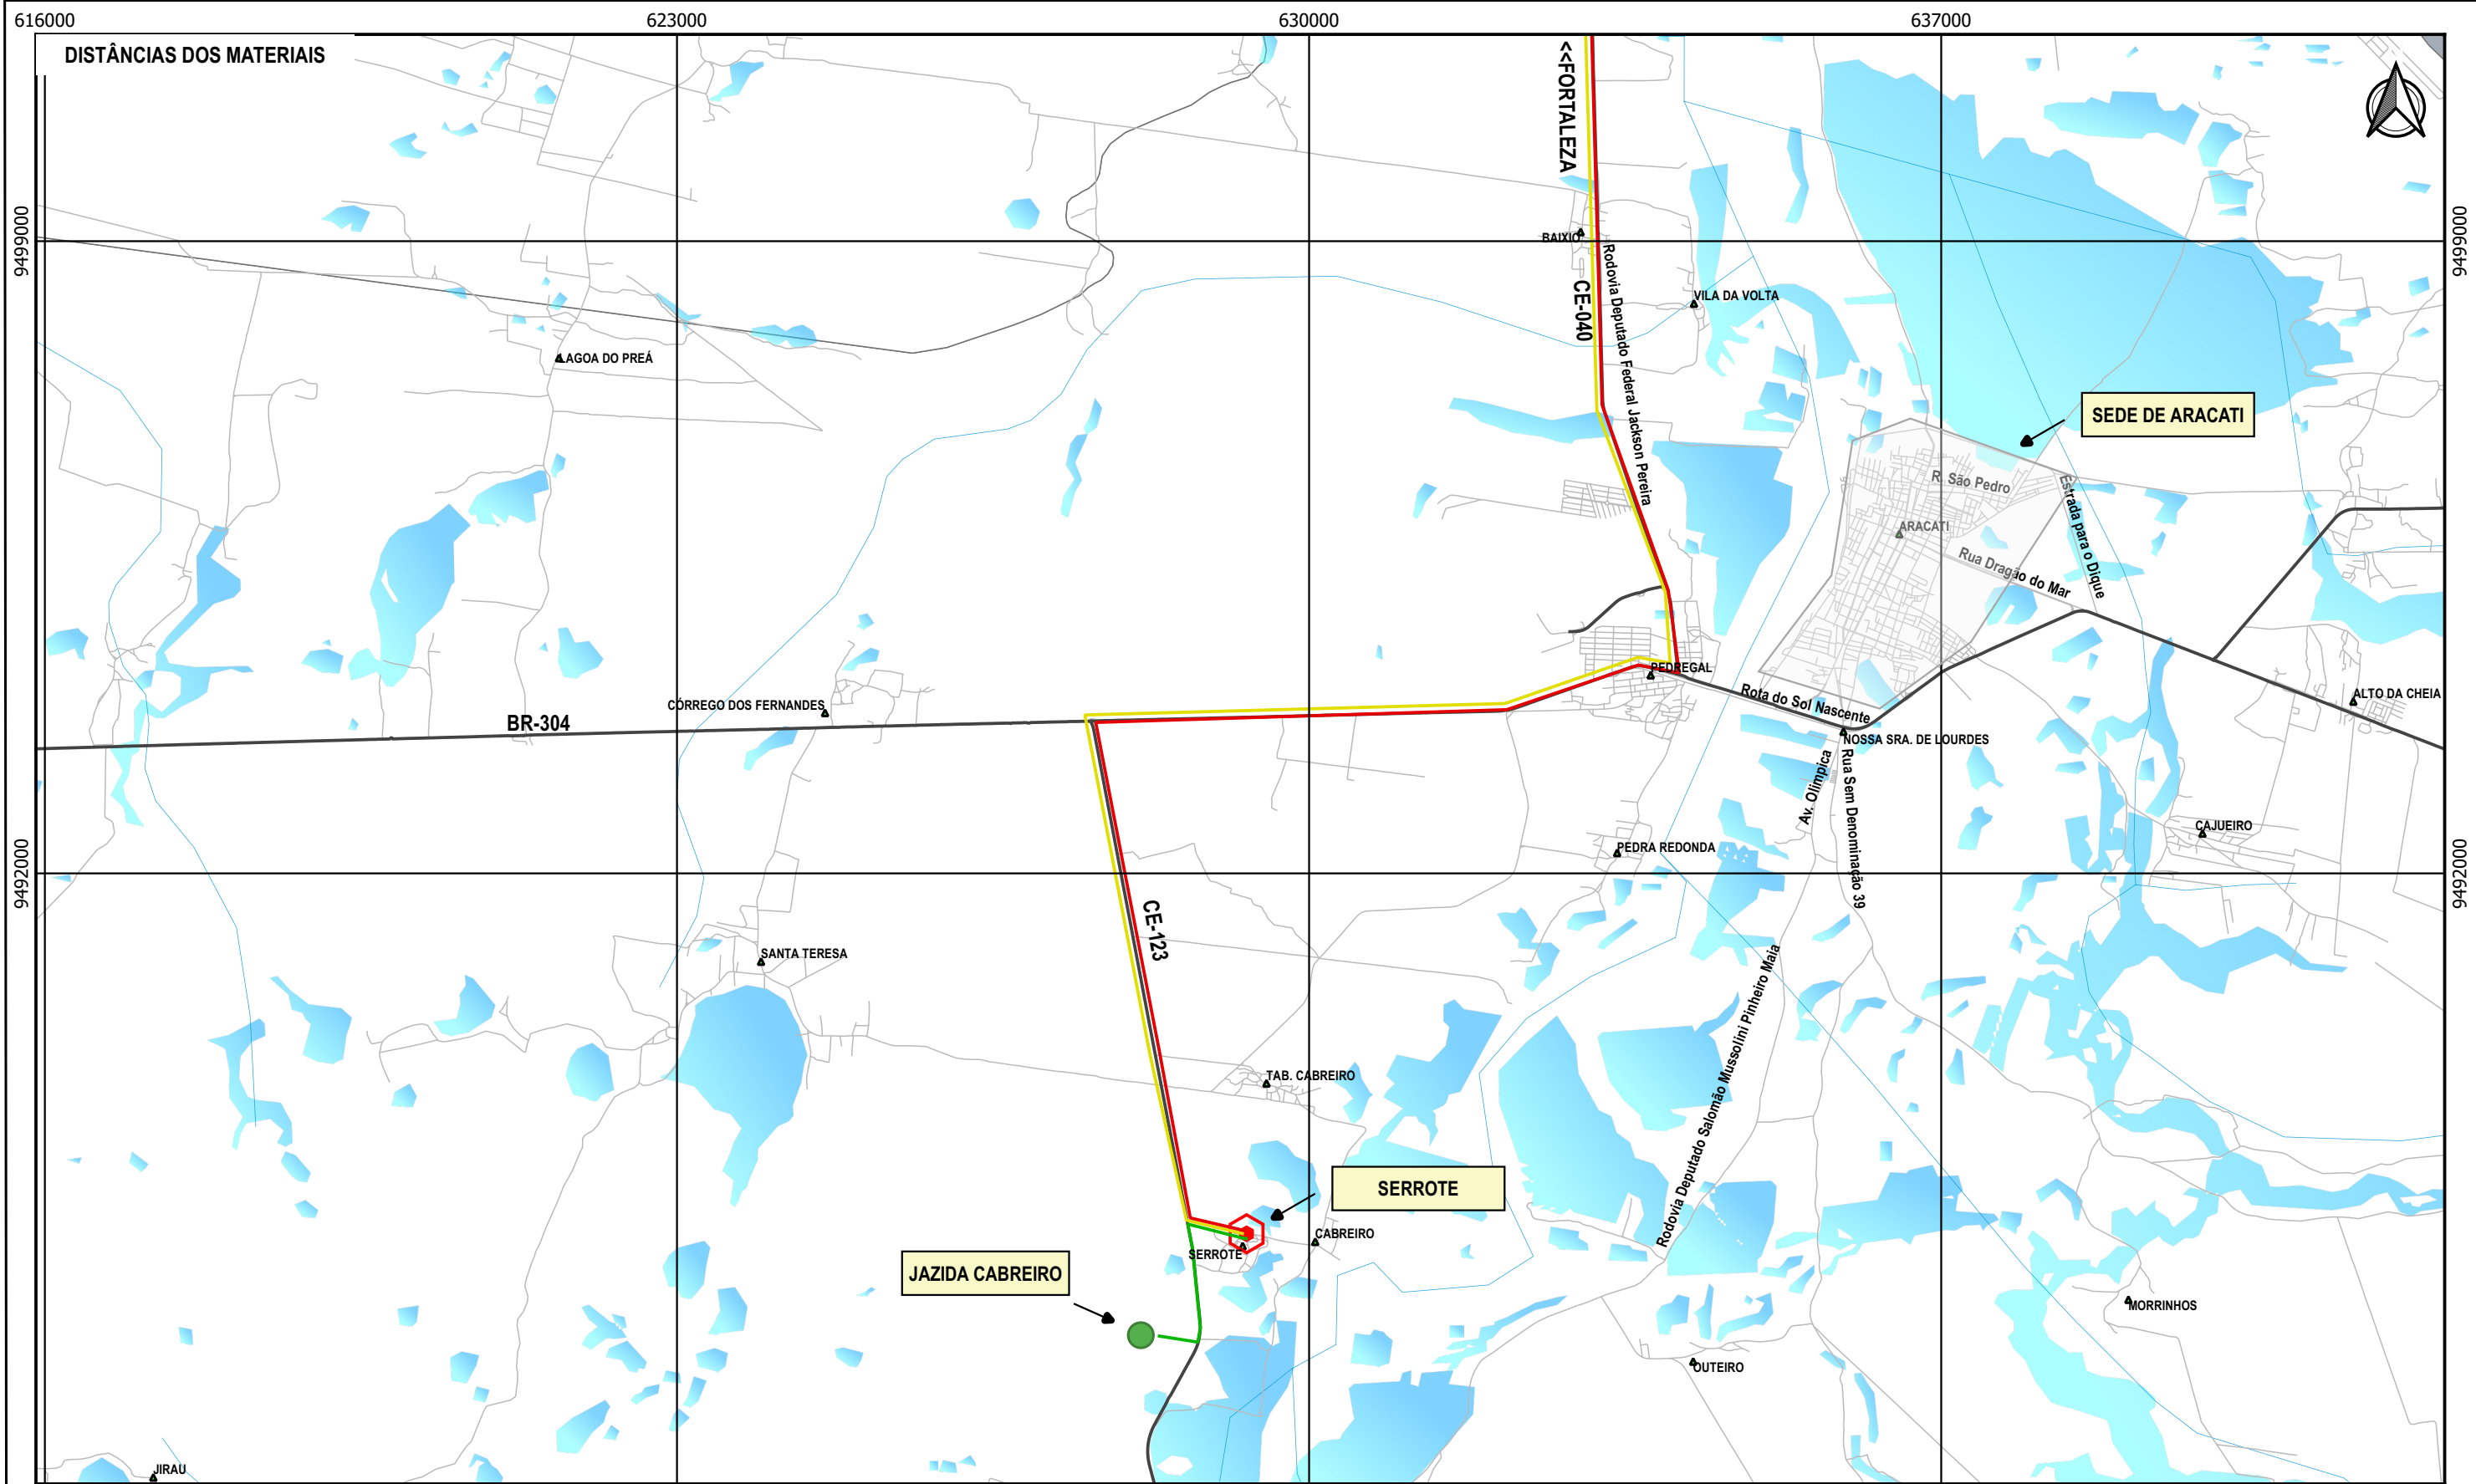 616000
623000
630000
637000
DISTÂNCIAS DOS MATERIAIS
<<FORTALEZA
9499000
9499000
BAIXIO
Rodovia Deputado Federal Jackson Pereira
CE-040
VILA DA VOLTA
LAGOA DO PREÁ
SEDE DE ARACATI
R. São Pedro
Estrada para o Dique
ARACATI
Rua Dragão do Mar
PEDREGAL
Rota do Sol Nascente
ALTO DA CHEIA
CÓRREGO DOS FERNANDES
BR-304
NOSSA SRA. DE LOURDES
Av. Olímpica
Rua Sem Denominação 39
CAJUEIRO
PEDRA REDONDA
9492000
9492000
CE-123
SANTA TERESA
Rodovia Deputado Salomão Mussolini Pinheiro Maia
TAB. CABREIRO
SERROTE
CABREIRO
SERROTE
JAZIDA CABREIRO
MORRINHOS
OUTEIRO
JIRAU